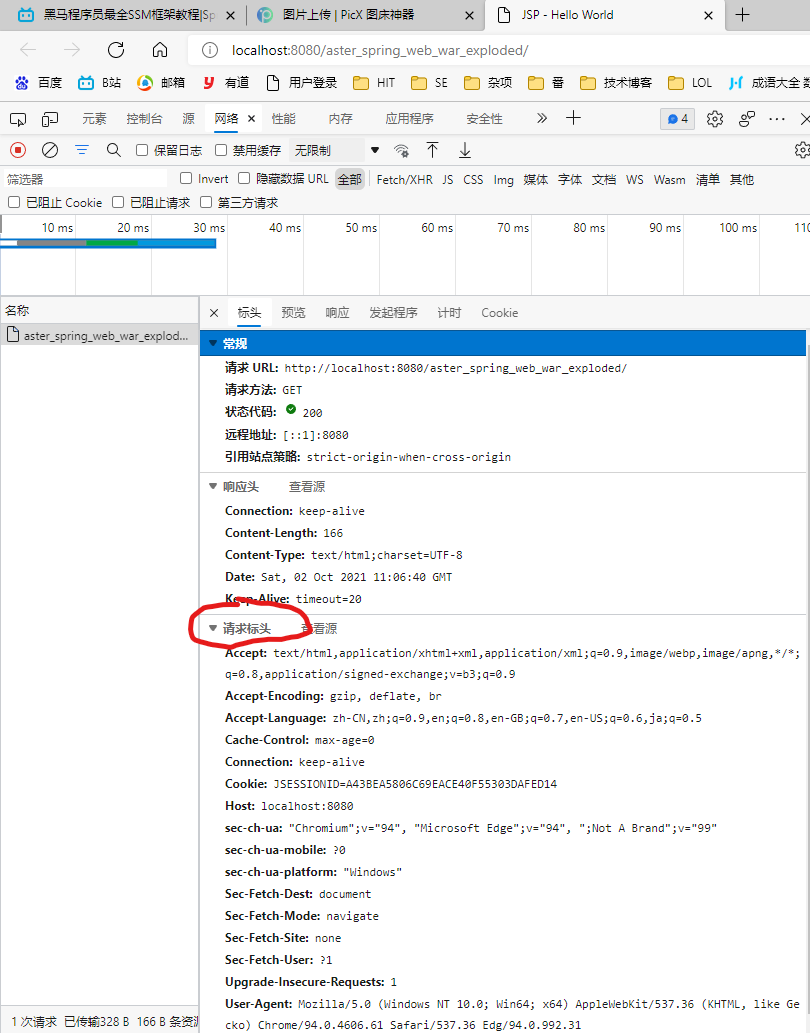 黑马程序员最全SSM框架教程|Sp
图片上传 | PicX 图床神器
JSP - Hello World
localhost:8080/aster_spring_web_war_exploded/
百度 B站 邮箱 有道 用户登录 HIT SE 杂项 番 技术博客 LOL 成语大全
元素 控制台 源 网络 性能 内存 应用程序 安全性 4
保留日志 禁用缓存 无限制
筛选器 Invert 隐藏数据 URL 全部 Fetch/XHR JS CSS Img 媒体 字体 文档 WS Wasm 清单 其他
已阻止 Cookie 已阻止请求 第三方请求
10 ms 20 ms 30 ms 40 ms 50 ms 60 ms 70 ms 80 ms 90 ms 100 ms
名称 标头 预览 响应 发起程序 计时 Cookie
aster_spring_web_war_explod...
常规
请求 URL: http://localhost:8080/aster_spring_web_war_exploded/
请求方法: GET
状态代码: 200
远程地址: [::1]:8080
引用站点策略: strict-origin-when-cross-origin
响应头 查看源
Connection: keep-alive
Content-Length: 166
Content-Type: text/html;charset=UTF-8
Date: Sat, 02 Oct 2021 11:06:40 GMT
Keep-Alive: timeout=20
请求标头 查看源
Accept: text/html,application/xhtml+xml,application/xml;q=0.9,image/webp,image/apng,*/*;
q=0.8,application/signed-exchange;v=b3;q=0.9
Accept-Encoding: gzip, deflate, br
Accept-Language: zh-CN,zh;q=0.9,en;q=0.8,en-GB;q=0.7,en-US;q=0.6,ja;q=0.5
Cache-Control: max-age=0
Connection: keep-alive
Cookie: JSESSIONID=A43BEA5806C69EACE40F55303DAFED14
Host: localhost:8080
sec-ch-ua: "Chromium";v="94", "Microsoft Edge";v="94", ";Not A Brand";v="99"
sec-ch-ua-mobile: ?0
sec-ch-ua-platform: "Windows"
Sec-Fetch-Dest: document
Sec-Fetch-Mode: navigate
Sec-Fetch-Site: none
Sec-Fetch-User: ?1
Upgrade-Insecure-Requests: 1
User-Agent: Mozilla/5.0 (Windows NT 10.0; Win64; x64) AppleWebKit/537.36 (KHTML, like Ge
cko) Chrome/94.0.4606.61 Safari/537.36 Edg/94.0.992.31
1 次请求 已传输328 B 166 B 条资